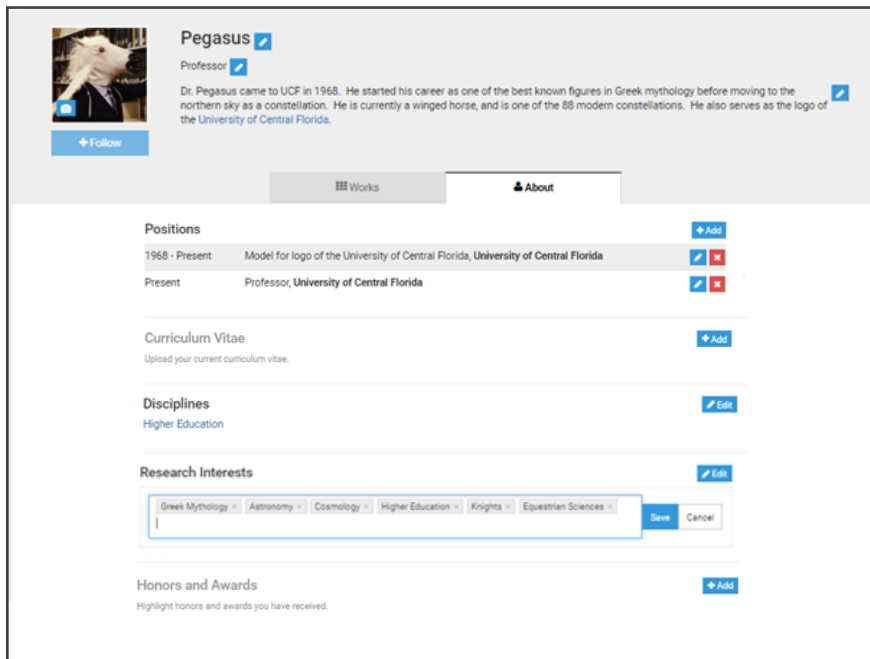 Pegasus
Professor
Dr. Pegasus came to UCF in 1968. He started his career as one of the best known figures in Greek mythology before moving to the
northern sky as a constellation. He is currently a winged horse, and is one of the 88 modern constellations. He also serves as the logo of
the University of Central Florida.
+Follow
Works
About
Positions
+Add
1968 - Present Model for logo of the University of Central Florida, University of Central Florida
Present Professor, University of Central Florida
Curriculum Vitae
+Add
Upload your current curriculum vitae.
Disciplines
Edit
Higher Education
Research Interests
Edit
Greek Mythology × Astronomy × Cosmology × Higher Education × Knights × Equestrian Sciences ×
Save Cancel
Honors and Awards
+Add
Highlight honors and awards you have received.